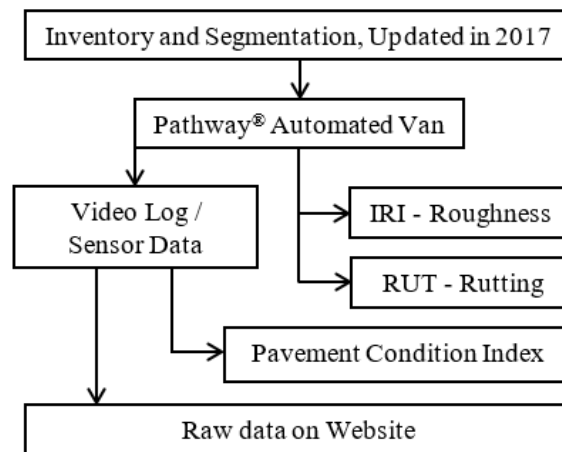 Inventory and Segmentation, Updated in 2017
Pathway® Automated Van
Video Log /
Sensor Data
IRI - Roughness
RUT - Rutting
Pavement Condition Index
Raw data on Website